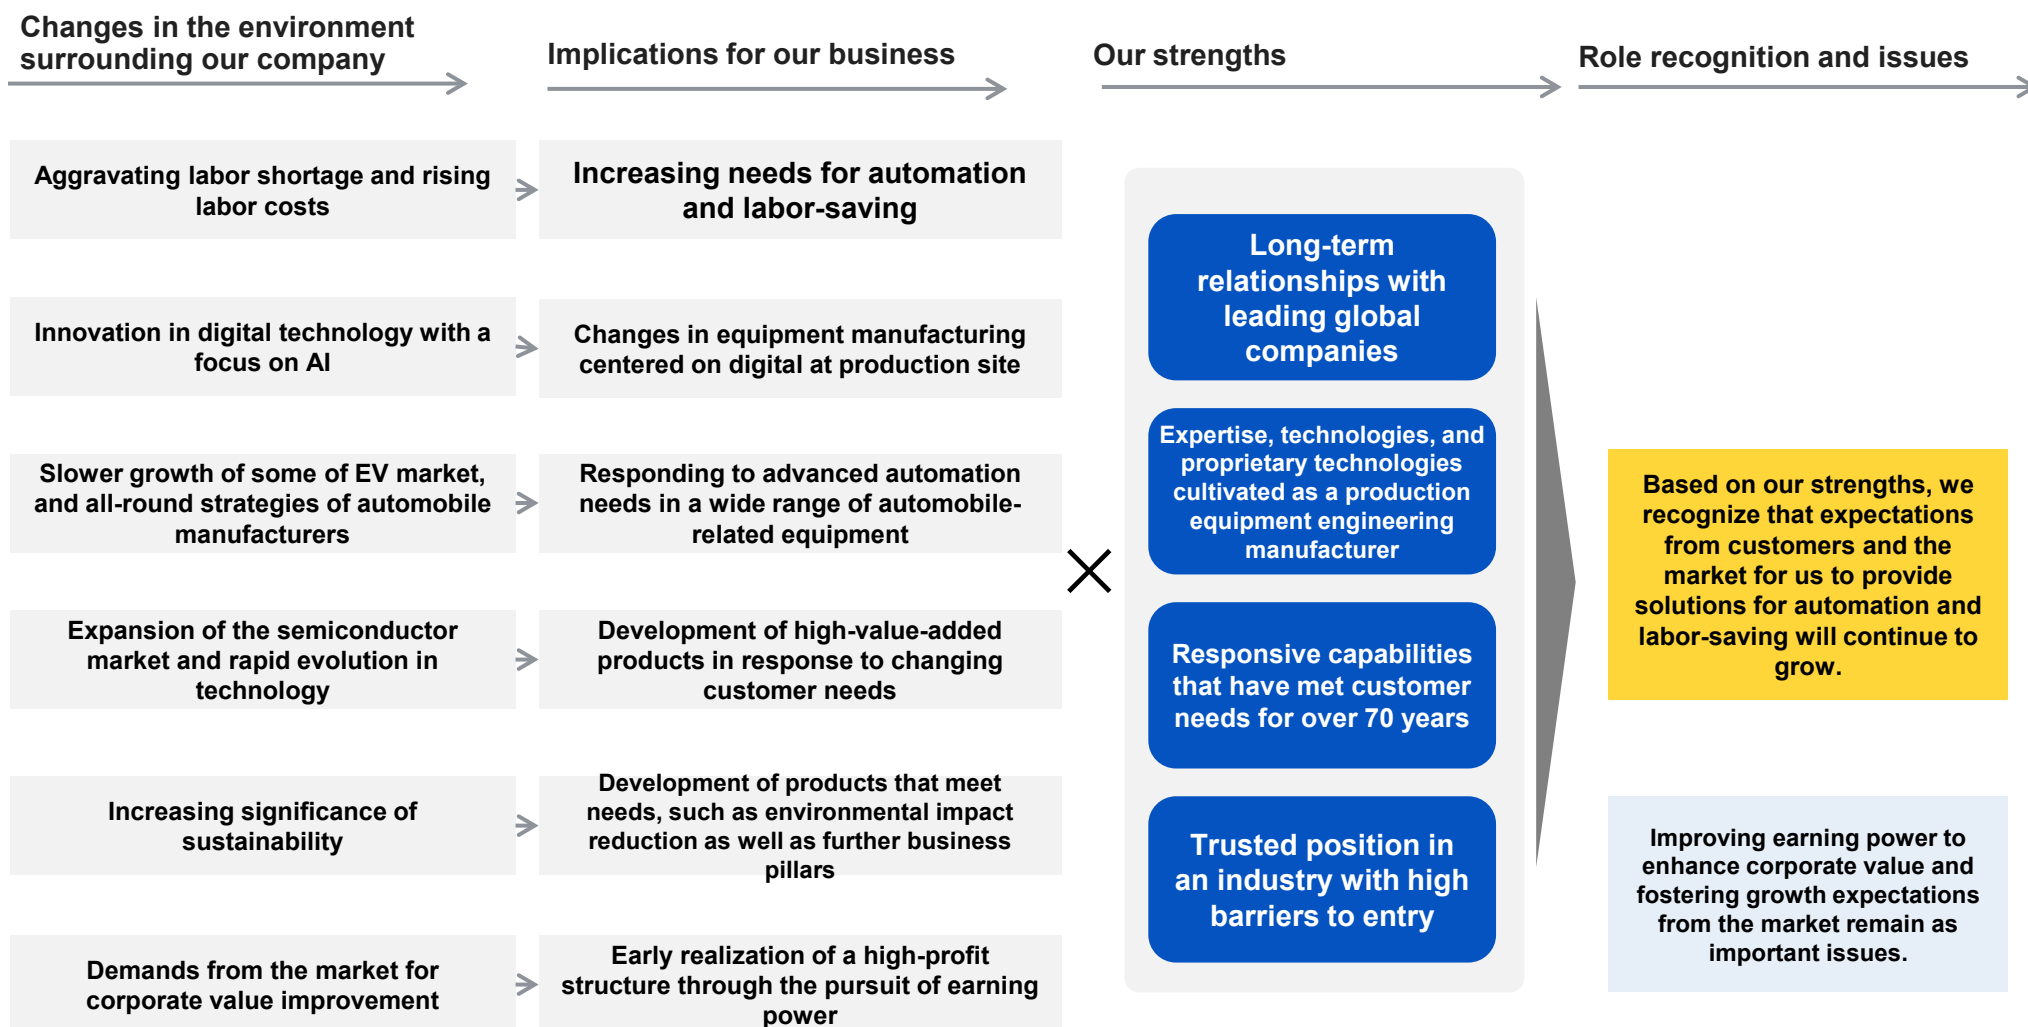 Changes in the environment
surrounding our company
Implications for our business
Our strengths
Role recognition and issues
Aggravating labor shortage and rising
labor costs
Increasing needs for automation
and labor-saving
Innovation in digital technology with a
focus on AI
Changes in equipment manufacturing
centered on digital at production site
Slower growth of some of EV market,
and all-round strategies of automobile
manufacturers
Responding to advanced automation
needs in a wide range of automobile-
related equipment
Expansion of the semiconductor
market and rapid evolution in
technology
Development of high-value-added
products in response to changing
customer needs
Increasing significance of
sustainability
Development of products that meet
needs, such as environmental impact
reduction as well as further business
pillars
Demands from the market for
corporate value improvement
Early realization of a high-profit
structure through the pursuit of earning
power
Long-term
relationships with
leading global
companies
Expertise, technologies, and
proprietary technologies
cultivated as a production
equipment engineering
manufacturer
Responsive capabilities
that have met customer
needs for over 70 years
Trusted position in
an industry with high
barriers to entry
Based on our strengths, we
recognize that expectations
from customers and the
market for us to provide
solutions for automation and
labor-saving will continue to
grow.
Improving earning power to
enhance corporate value and
fostering growth expectations
from the market remain as
important issues.